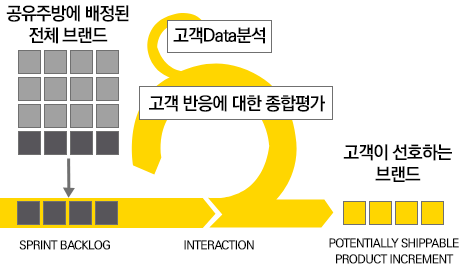 공유주방에 배정된
전체 브랜드
고객Data분석
고객 반응에 대한 종합평가
고객이 선호하는
브랜드
SPRINT BACKLOG
INTERACTION
POTENTIALLY SHIPPABLE
PRODUCT INCREMENT